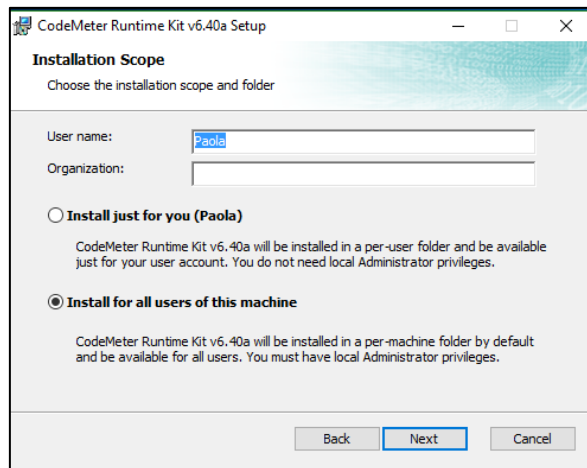 CodeMeter Runtime Kit v6.40a Setup
Installation Scope
Choose the installation scope and folder
User name:
Paola
Organization:
Install just for you (Paola)
CodeMeter Runtime Kit v6.40a will be installed in a per-user folder and be available
just for your user account. You do not need local Administrator privileges.
Install for all users of this machine
CodeMeter Runtime Kit v6.40a will be installed in a per-machine folder by default
and be available for all users. You must have local Administrator privileges.
Back
Next
Cancel